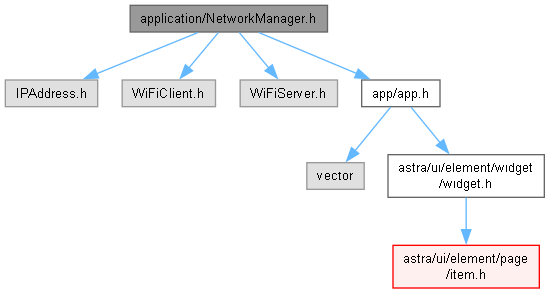 application/NetworkManager.h
IPAddress.h
WiFiClient.h
WiFiServer.h
app/app.h
vector
astra/ui/element/widget
/widget.h
astra/ui/element/page
/item.h